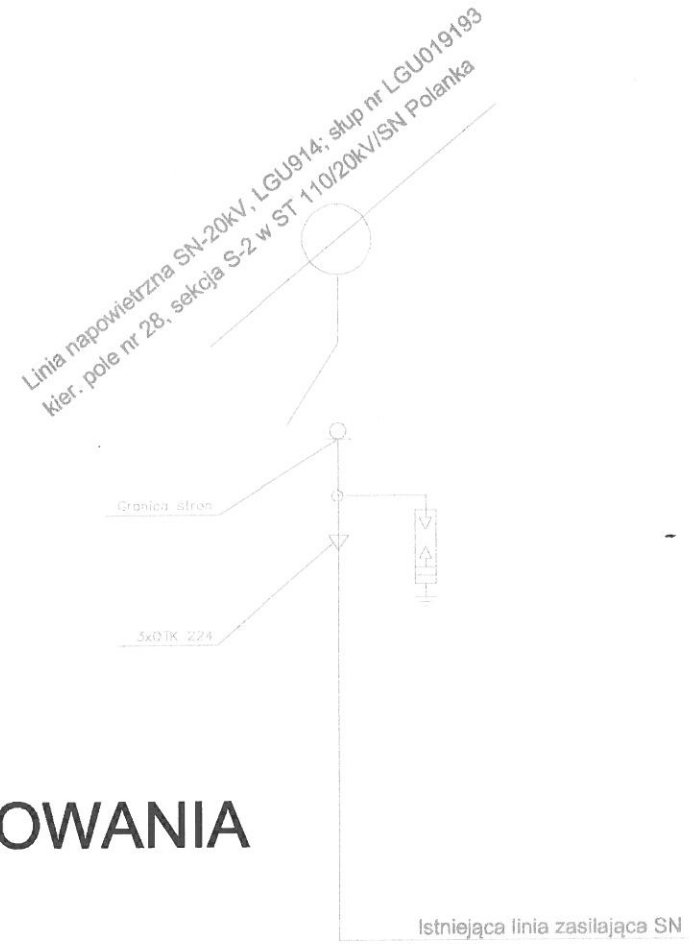 Linia napowietrzna SN-20kV, LGU914; słup nr LGU019193
kier. pole nr 28, sekcja S-2 w ST 110/20kV/SN Polanka
Granica stron
224
OWANIA
Istniejąca linia zasilająca SN